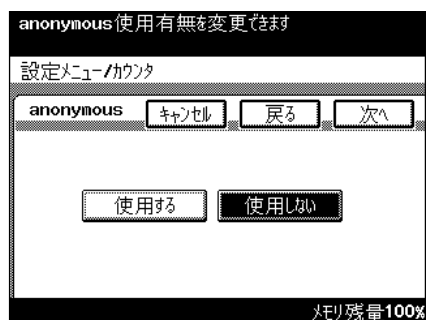 anonymous使用有無を変更できます
設定メニュー/カウンタ
anonymous キャンセル 戻る 次へ
使用する 使用しない
メモリ残量100%